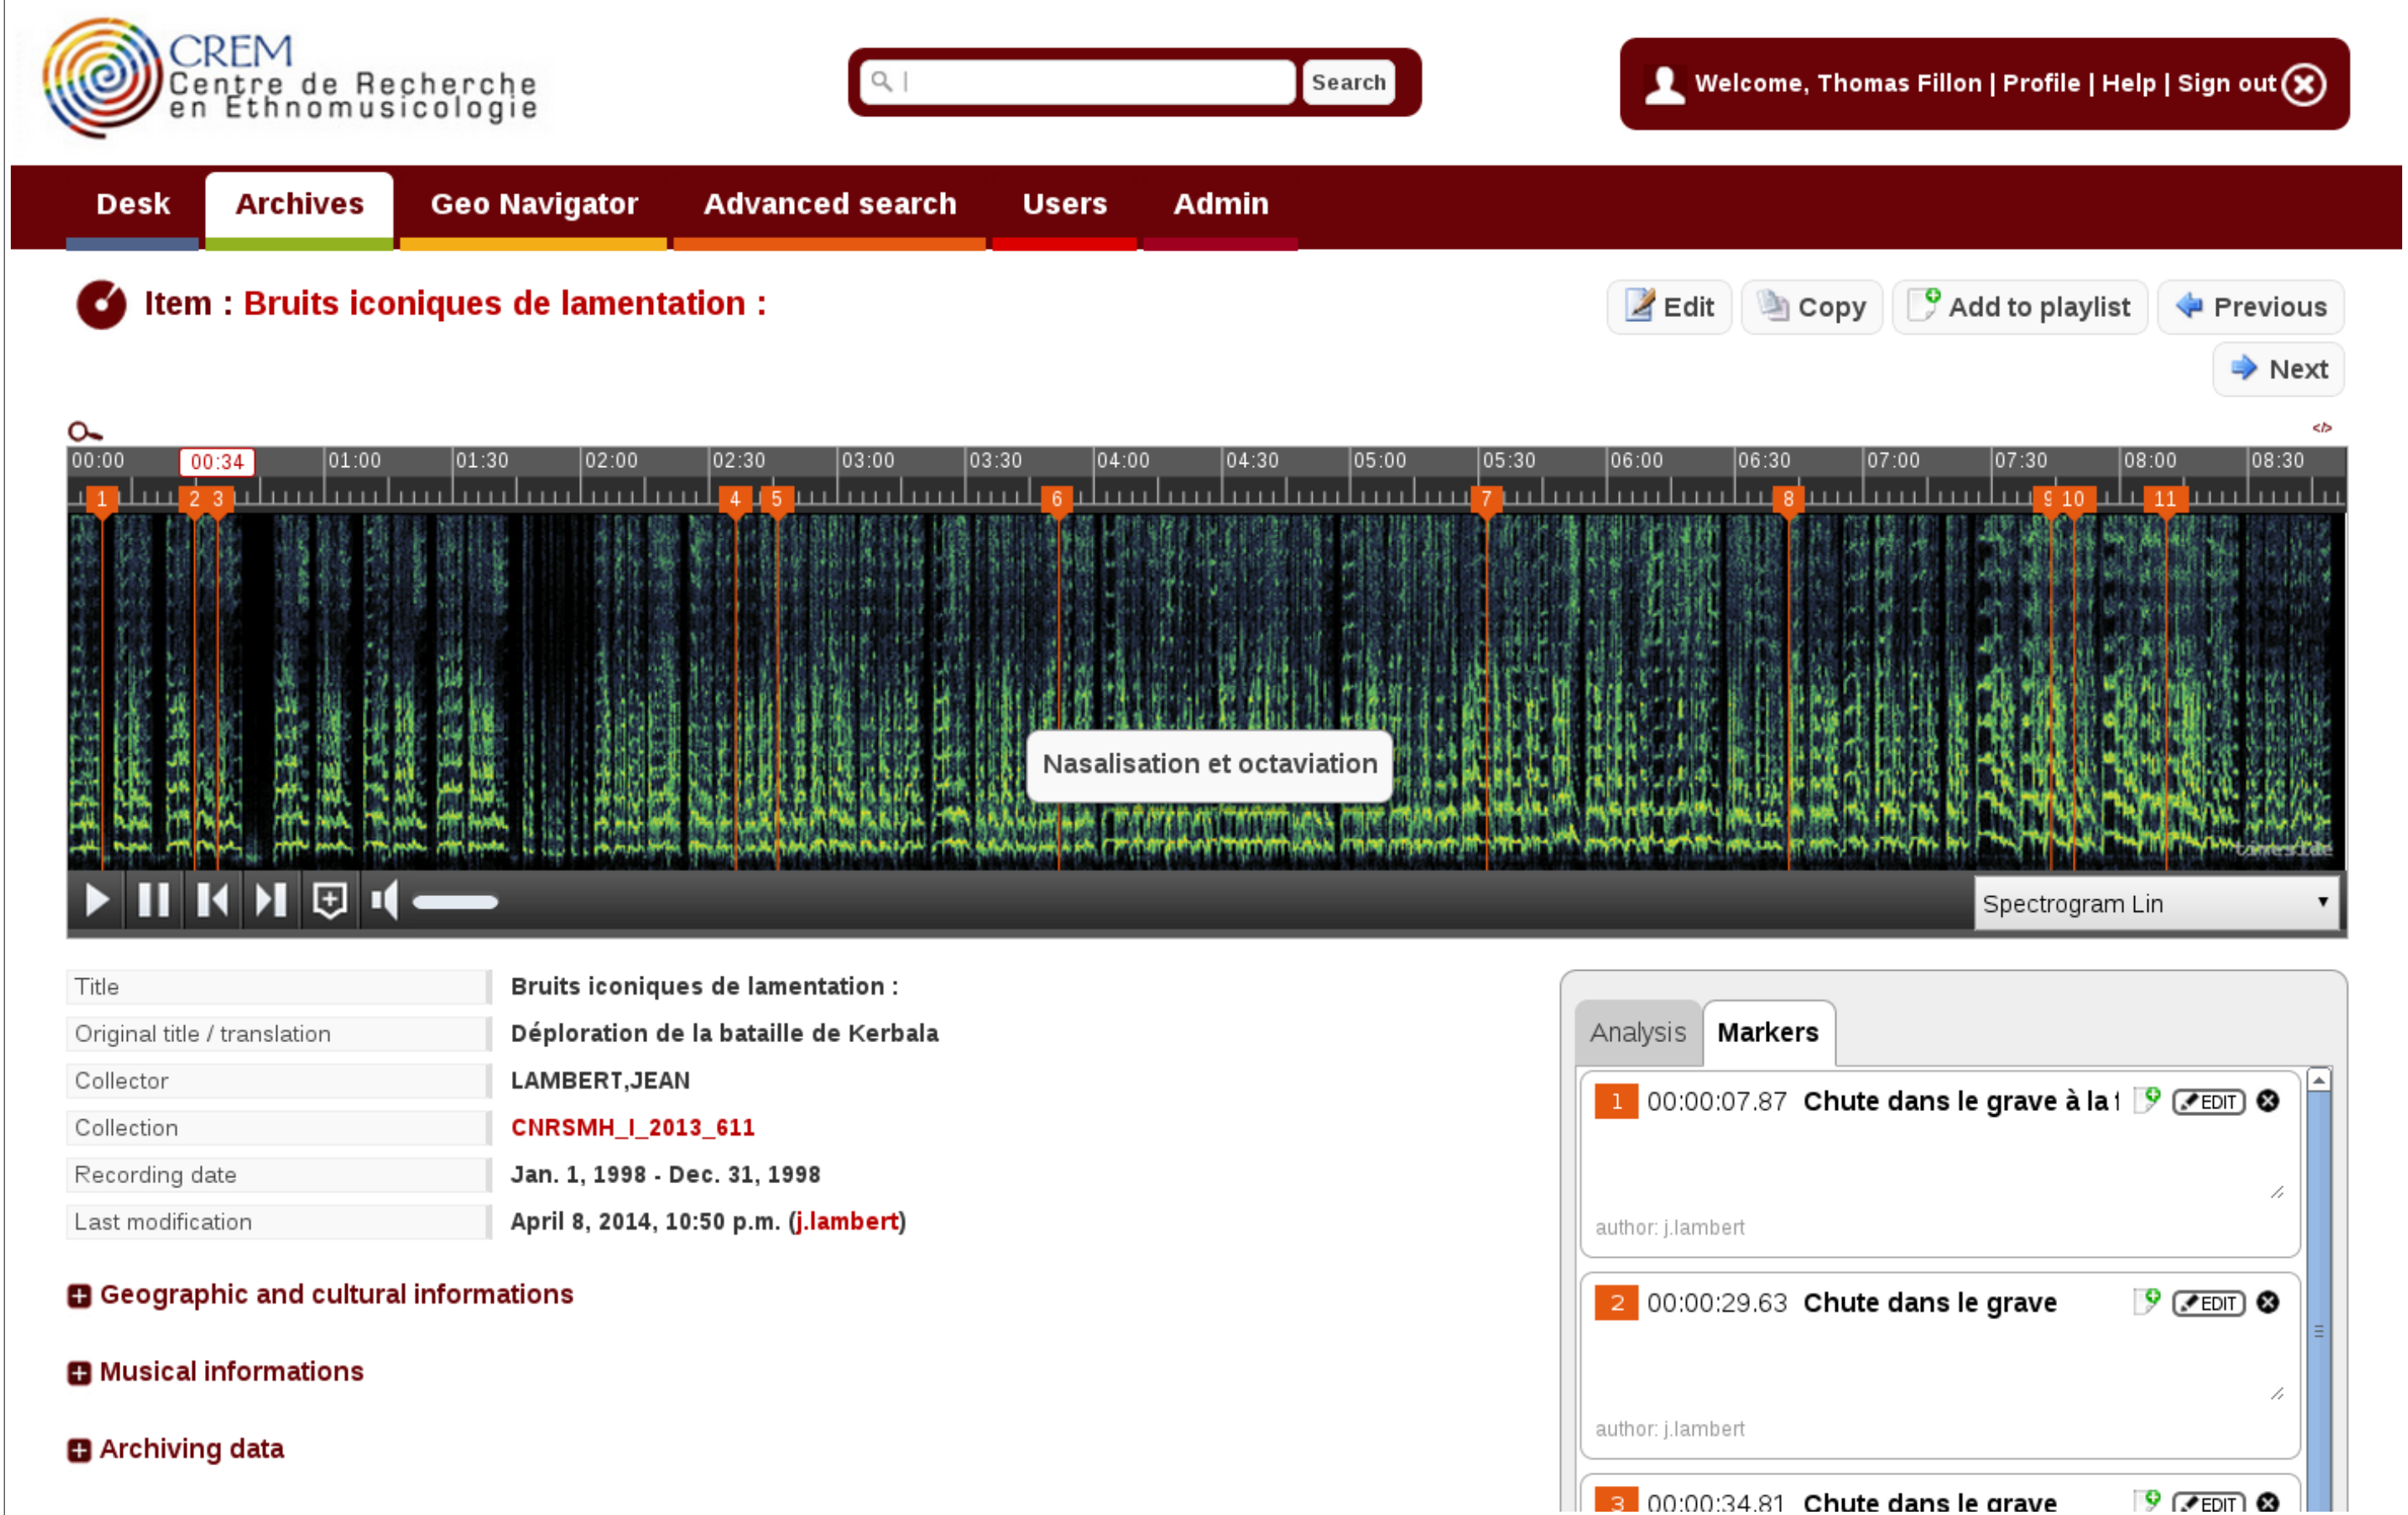 CREM
Centre de Recherche
en Ethnomusicologie
Search
Welcome, Thomas Fillon | Profile | Help | Sign out
Desk Archives Geo Navigator Advanced search Users Admin
Item : Bruits iconiques de lamentation :
Edit Copy Add to playlist Previous
Next
</>
00:00 00:34 01:00 01:30 02:00 02:30 03:00 03:30 04:00 04:30 05:00 05:30 06:00 06:30 07:00 07:30 08:00 08:30
1 2 3 4 5 6 7 8 9 10 11
Nasalisation et octaviation
timeside
Spectrogram Lin
Title Bruits iconiques de lamentation :
Original title / translation Déploration de la bataille de Kerbala
Collector LAMBERT,JEAN
Collection CNRSMH_I_2013_611
Recording date Jan. 1, 1998 - Dec. 31, 1998
Last modification April 8, 2014, 10:50 p.m. (j.lambert)
Geographic and cultural informations
Musical informations
Archiving data
Analysis Markers
1 00:00:07.87 Chute dans le grave à la EDIT
author: j.lambert
2 00:00:29.63 Chute dans le grave EDIT
author: j.lambert
3 00:00:34.81 Chute dans le grave EDIT